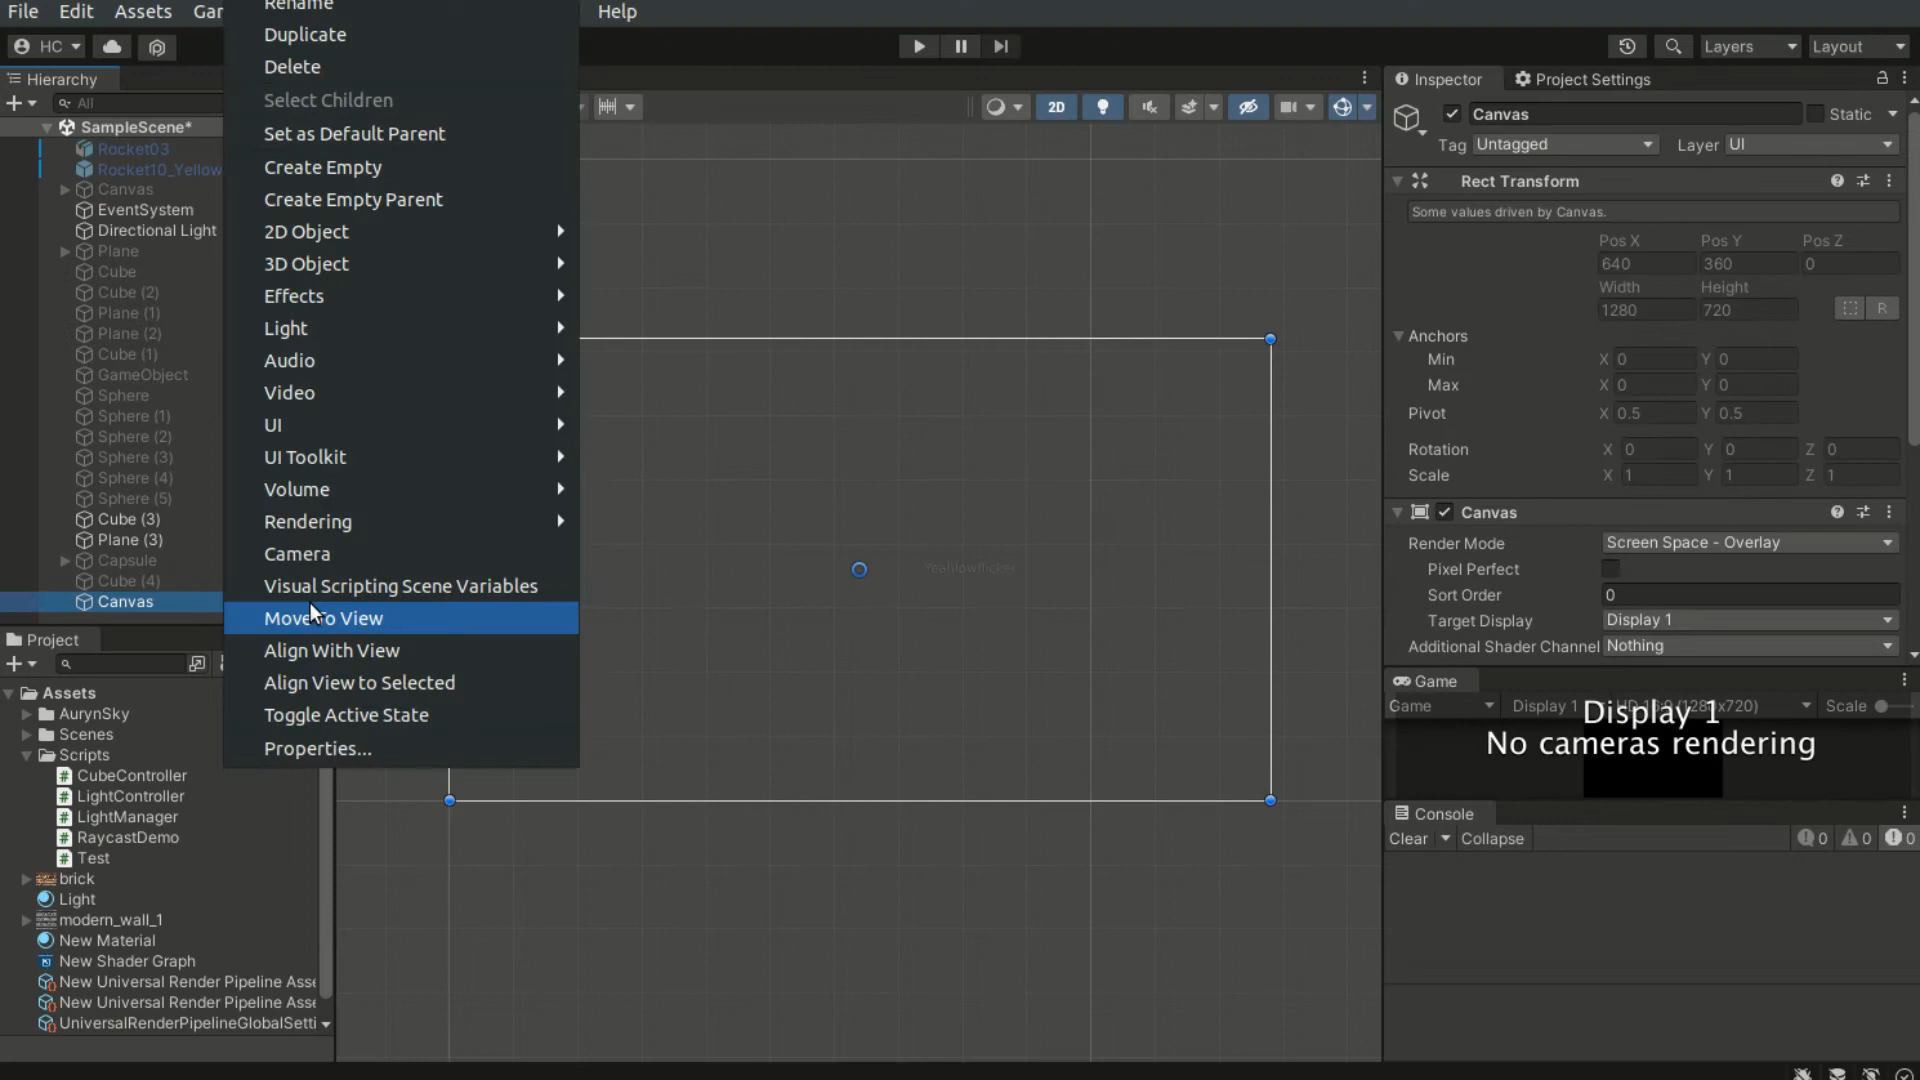 File Edit Assets Gar Help
Rename
Duplicate
Delete
Select Children
Set as Default Parent
Create Empty
Create Empty Parent
2D Object
3D Object
Effects
Light
Audio
Video
UI
UI Toolkit
Volume
Rendering
Camera
Visual Scripting Scene Variables
Move To View
Align With View
Align View to Selected
Toggle Active State
Properties...
HC
Layers
Layout
Hierarchy
All
SampleScene*
Rocket03
Rocket10_Yellow
Canvas
EventSystem
Directional Light
Plane
Cube
Cube (2)
Plane (1)
Plane (2)
Cube (1)
GameObject
Sphere
Sphere (1)
Sphere (2)
Sphere (3)
Sphere (4)
Sphere (5)
Cube (3)
Plane (3)
Capsule
Cube (4)
Canvas
Project
Assets
AurynSky
Scenes
Scripts
CubeController
LightController
LightManager
RaycastDemo
Test
brick
Light
modern_wall_1
New Material
New Shader Graph
New Universal Render Pipeline Asse
New Universal Render Pipeline Asse
UniversalRenderPipelineGlobalSetti
2D
Yeahlowflicker
Inspector
Project Settings
Canvas
Static
Tag Untagged
Layer UI
Rect Transform
Some values driven by Canvas.
Pos X Pos Y Pos Z
640 360 0
Width Height
1280 720
R
Anchors
Min X 0 Y 0
Max X 0 Y 0
Pivot X 0.5 Y 0.5
Rotation X 0 Y 0 Z 0
Scale X 1 Y 1 Z 1
Canvas
Render Mode Screen Space - Overlay
Pixel Perfect
Sort Order 0
Target Display Display 1
Additional Shader Channel Nothing
Game
Game Display 1 HD 16:9 (1280x720) Scale
Display 1
No cameras rendering
Console
Clear Collapse 0 0 0